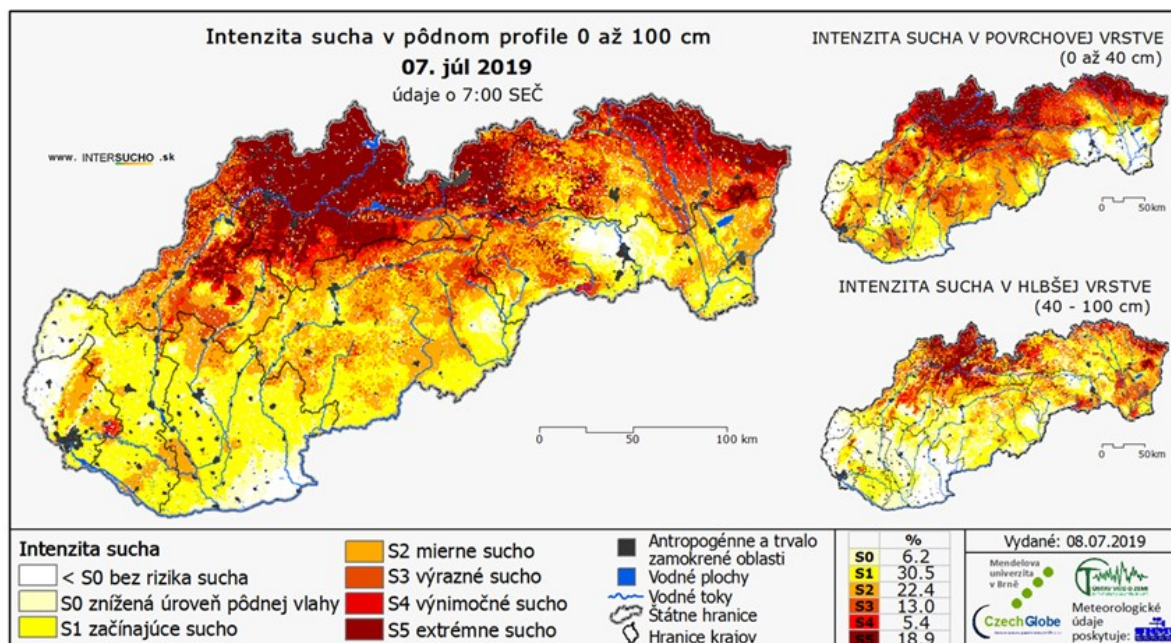 Intenzita sucha v pôdnom profile 0 až 100 cm
07. júl 2019
údaje o 7:00 SEČ
www. INTERSUCHO .sk
0 50 100 km
INTENZITA SUCHA V POVRCHOVEJ VRSTVE
(0 až 40 cm)
0 50km
INTENZITA SUCHA V HLBŠEJ VRSTVE
(40 - 100 cm)
0 50km
Intenzita sucha
< S0 bez rizika sucha
S0 znížená úroveň pôdnej vlahy
S1 začínajúce sucho
S2 mierne sucho
S3 výrazné sucho
S4 výnimočné sucho
S5 extrémne sucho
Antropogénne a trvalo
zamokrené oblasti
Vodné plochy
Vodné toky
Štátne hranice
Hranice krajov
%
S0 6.2
S1 30.5
S2 22.4
S3 13.0
S4 5.4
S5 18.9
Vydané: 08.07.2019
Mendelova
univerzita
v Brně
CzechGlobe
Meteorologické
údaje
poskytuje: